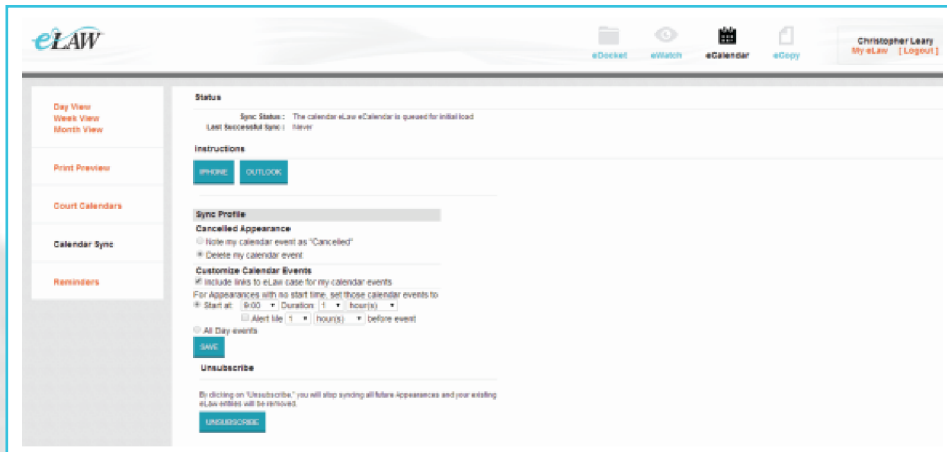 eLAW
eDocket
eWatch
eCalendar
eCopy
Christopher Leary
My eLaw [ Logout ]
Day View
Week View
Month View
Print Preview
Court Calendars
Calendar Sync
Reminders
Status
Sync Status : The calendar eLaw eCalendar is queued for initial load
Last Successful Sync : Never
Instructions
IPHONE OUTLOOK
Sync Profile
Cancelled Appearance
Note my calendar event as "Cancelled"
Delete my calendar event
Customize Calendar Events
Include links to eLaw case for my calendar events
For Appearances with no start time, set those calendar events to
Start at: 9:00 Duration: 1 hour(s)
Alert Me 1 hour(s) before event
All Day events
SAVE
Unsubscribe
By clicking on "Unsubscribe," you will stop syncing all future Appearances and your existing
eLaw entries will be removed.
UNSUBSCRIBE